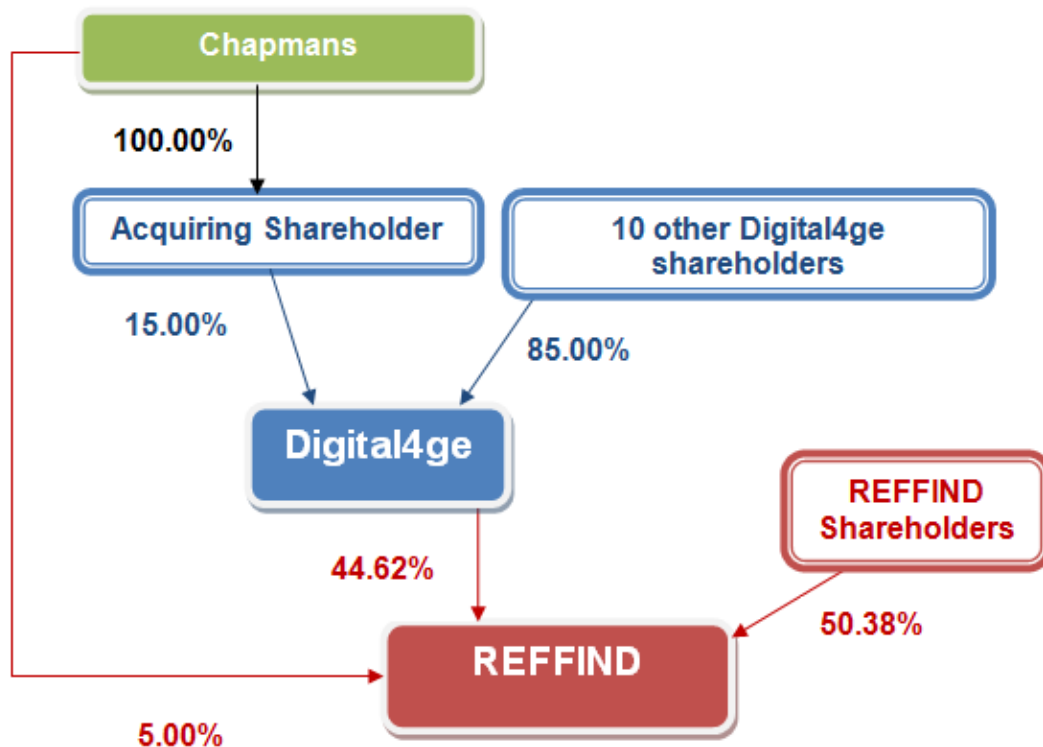 Chapmans
100.00%
Acquiring Shareholder
10 other Digital4ge
shareholders
15.00%
85.00%
Digital4ge
REFFIND
Shareholders
44.62%
50.38%
REFFIND
5.00%